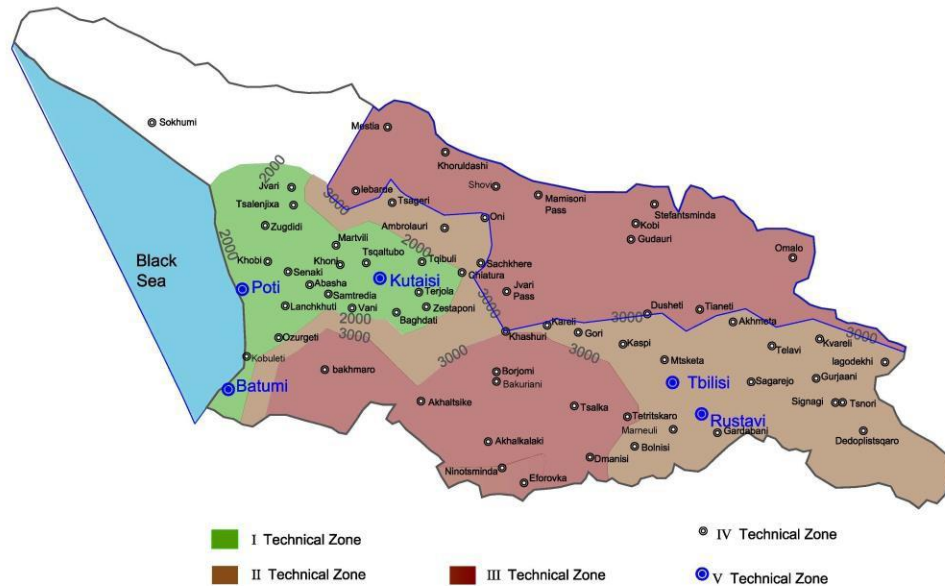 Sokhumi
2000
Mestia
Khoruldashi
Jvari
3000
lebarde
Shovi
Mamisoni
Pass
Tsalenjixa
Tsageri
Stefantsminda
Oni
Kobi
Zugdidi
Ambrolauri
Gudauri
2000
Martvili
2000
Omalo
Black
Sea
Khobi
Khoni
Tsqaltubo
Tqibuli
Sachkhere
Senaki
Kutaisi
Chiatura
Poti
Abasha
Samtredia
Terjola
Jvari
Pass
Lanchkhuti
Vani
Zestaponi
3000
Dusheti
Tianeti
2000
Baghdati
Kareli
3000
Akhmeta
Ozurgeti
3000
Khashuri
Gori
3000
Kobuleti
3000
3000
Kaspi
Telavi
Kvareli
bakhmaro
Mtsketa
lagodekhi
Batumi
Borjomi
Bakuriani
Tbilisi
Sagarejo
Gurjaani
Akhaltsike
Tsalka
Signagi
Tsnori
Tetritskaro
Rustavi
Marneuli
Gardabani
Akhalkalaki
Bolnisi
Dedoplistsqaro
Dmanisi
Ninotsminda
Eforovka
I Technical Zone
IV Technical Zone
II Technical Zone
III Technical Zone
V Technical Zone